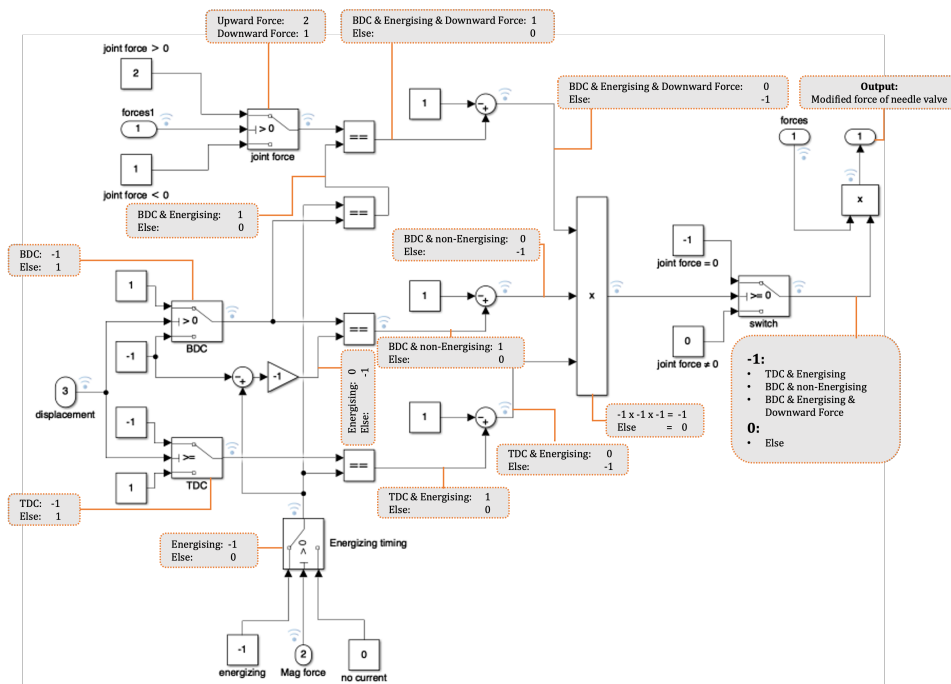 Upward Force: 2
Downward Force: 1
BDC & Energising & Downward Force: 1
Else: 0
joint force > 0
2
forces1
1
> 0
joint force
1
joint force < 0
==
1
BDC & Energising & Downward Force: 0
Else: -1
Output:
Modified force of needle valve
forces
1
1
x
BDC & Energising: 1
Else: 0
==
BDC & non-Energising: 0
Else: -1
BDC: -1
Else: 1
1
> 0
BDC
-1
-1
3
displacement
1
==
BDC & non-Energising: 1
Else: 0
Energising: 0
Else: -1
x
-1
joint force = 0
>= 0
switch
0
joint force ≠ 0
-1:
• TDC & Energising
• BDC & non-Energising
• BDC & Energising &
Downward Force
0:
• Else
-1 x -1 x -1 = -1
Else = 0
-1
>=
TDC
1
1
==
TDC & Energising: 0
Else: -1
TDC & Energising: 1
Else: 0
TDC: -1
Else: 1
Energising: -1
Else: 0
> 0
Energizing timing
-1
energizing
2
Mag force
0
no current